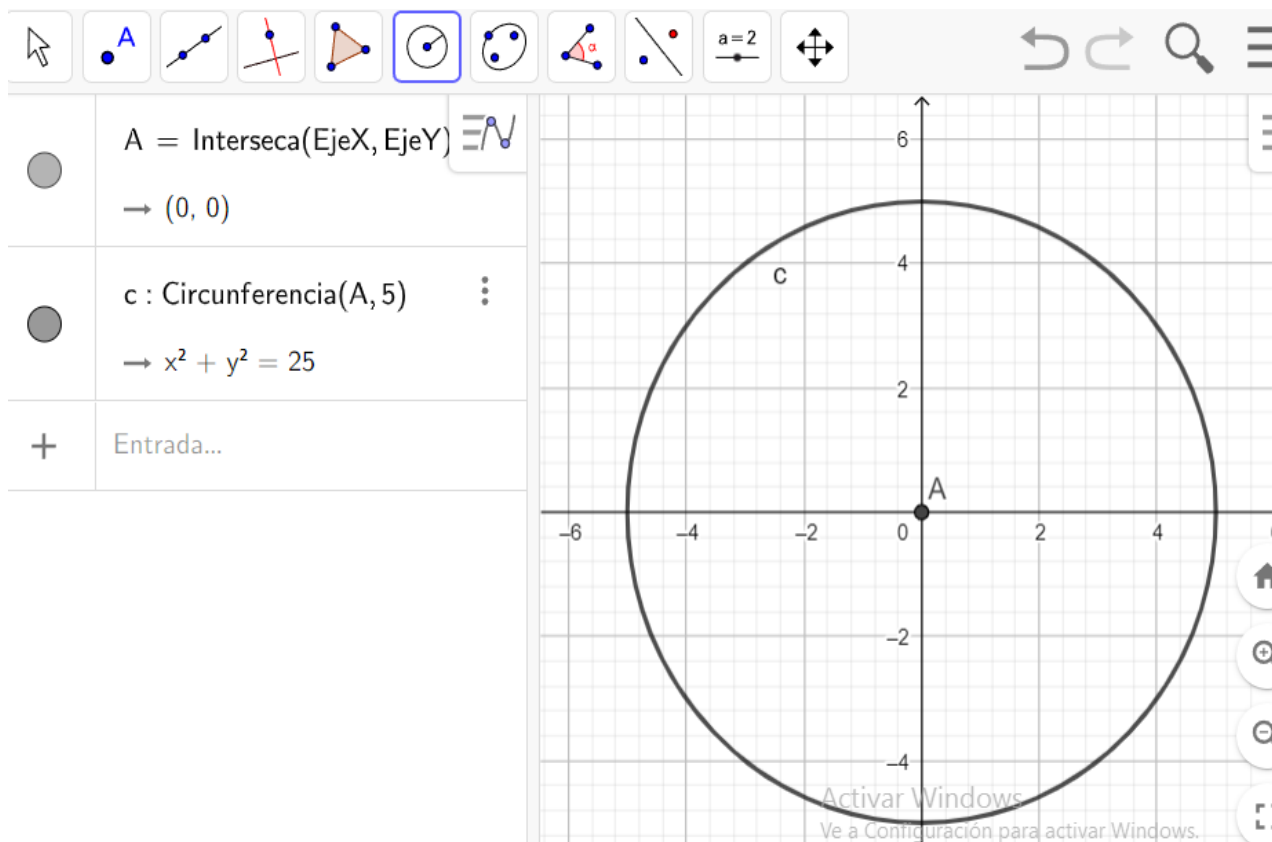 A
α
a = 2
A = Interseca(EjeX, EjeY)
→ (0, 0)
c : Circunferencia(A, 5)
→ x² + y² = 25
+ Entrada...
6
c
4
2
A
–6 –4 –2 0 2 4
–2
–4
Activar Windows
Ve a Configuración para activar Windows.